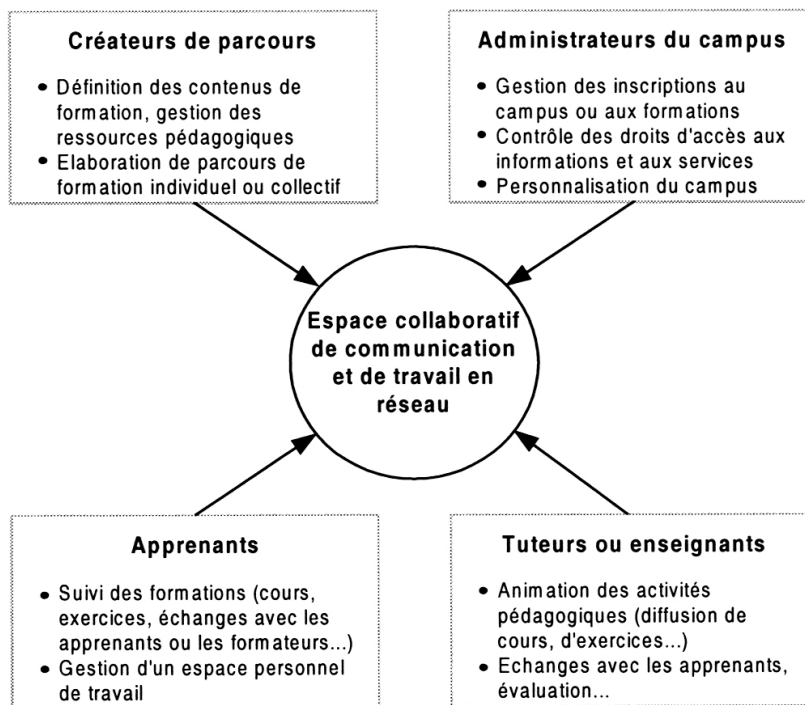 Créateurs de parcours
• Définition des contenus de
formation, gestion des
ressources pédagogiques
• Elaboration de parcours de
formation individuel ou collectif
Administrateurs du campus
• Gestion des inscriptions au
campus ou aux formations
• Contrôle des droits d'accès aux
informations et aux services
• Personnalisation du campus
Espace collaboratif
de communication
et de travail en
réseau
Apprenants
• Suivi des formations (cours,
exercices, échanges avec les
apprenants ou les formateurs...)
• Gestion d'un espace personnel
de travail
Tuteurs ou enseignants
• Animation des activités
pédagogiques (diffusion de
cours, d'exercices...)
• Echanges avec les apprenants,
évaluation...